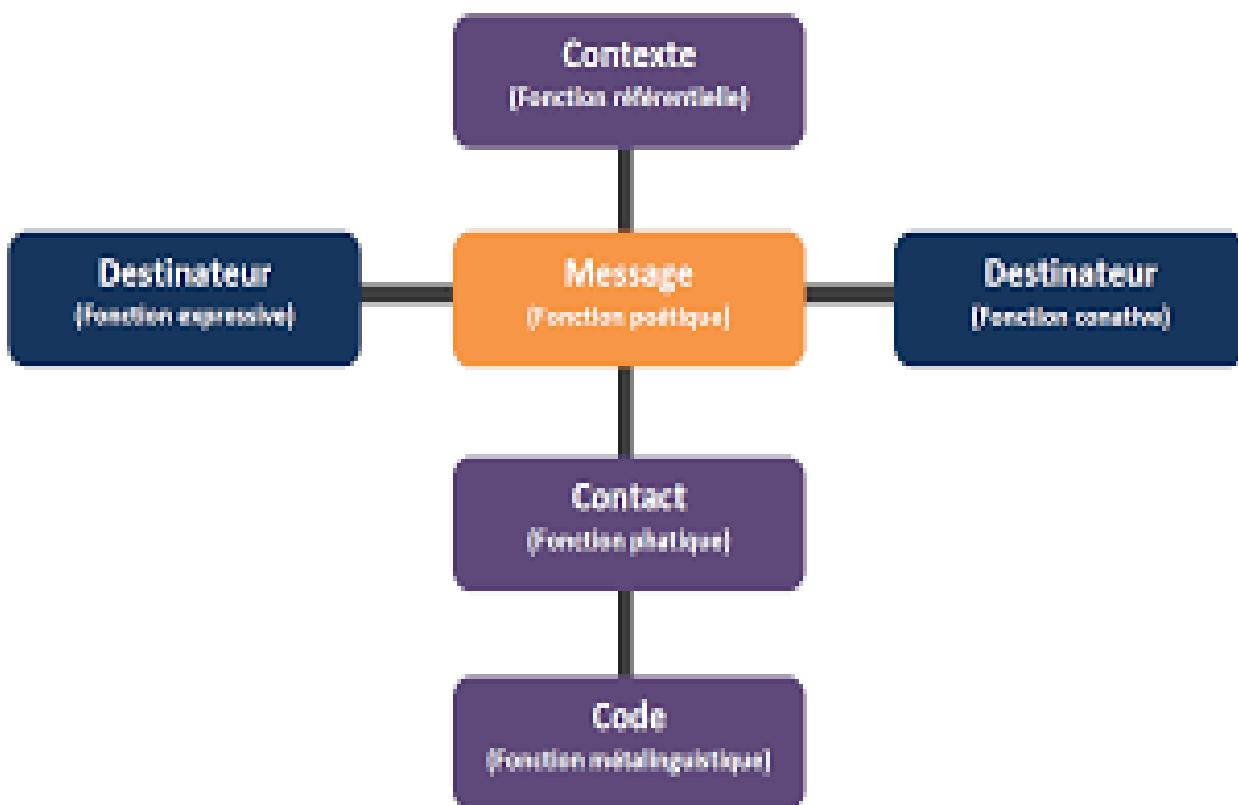 Contexte
(Fonction référentielle)
Destinateur
(Fonction expressive)
Message
(Fonction poétique)
Destinateur
(Fonction conative)
Contact
(Fonction phatique)
Code
(Fonction métalinguistique)